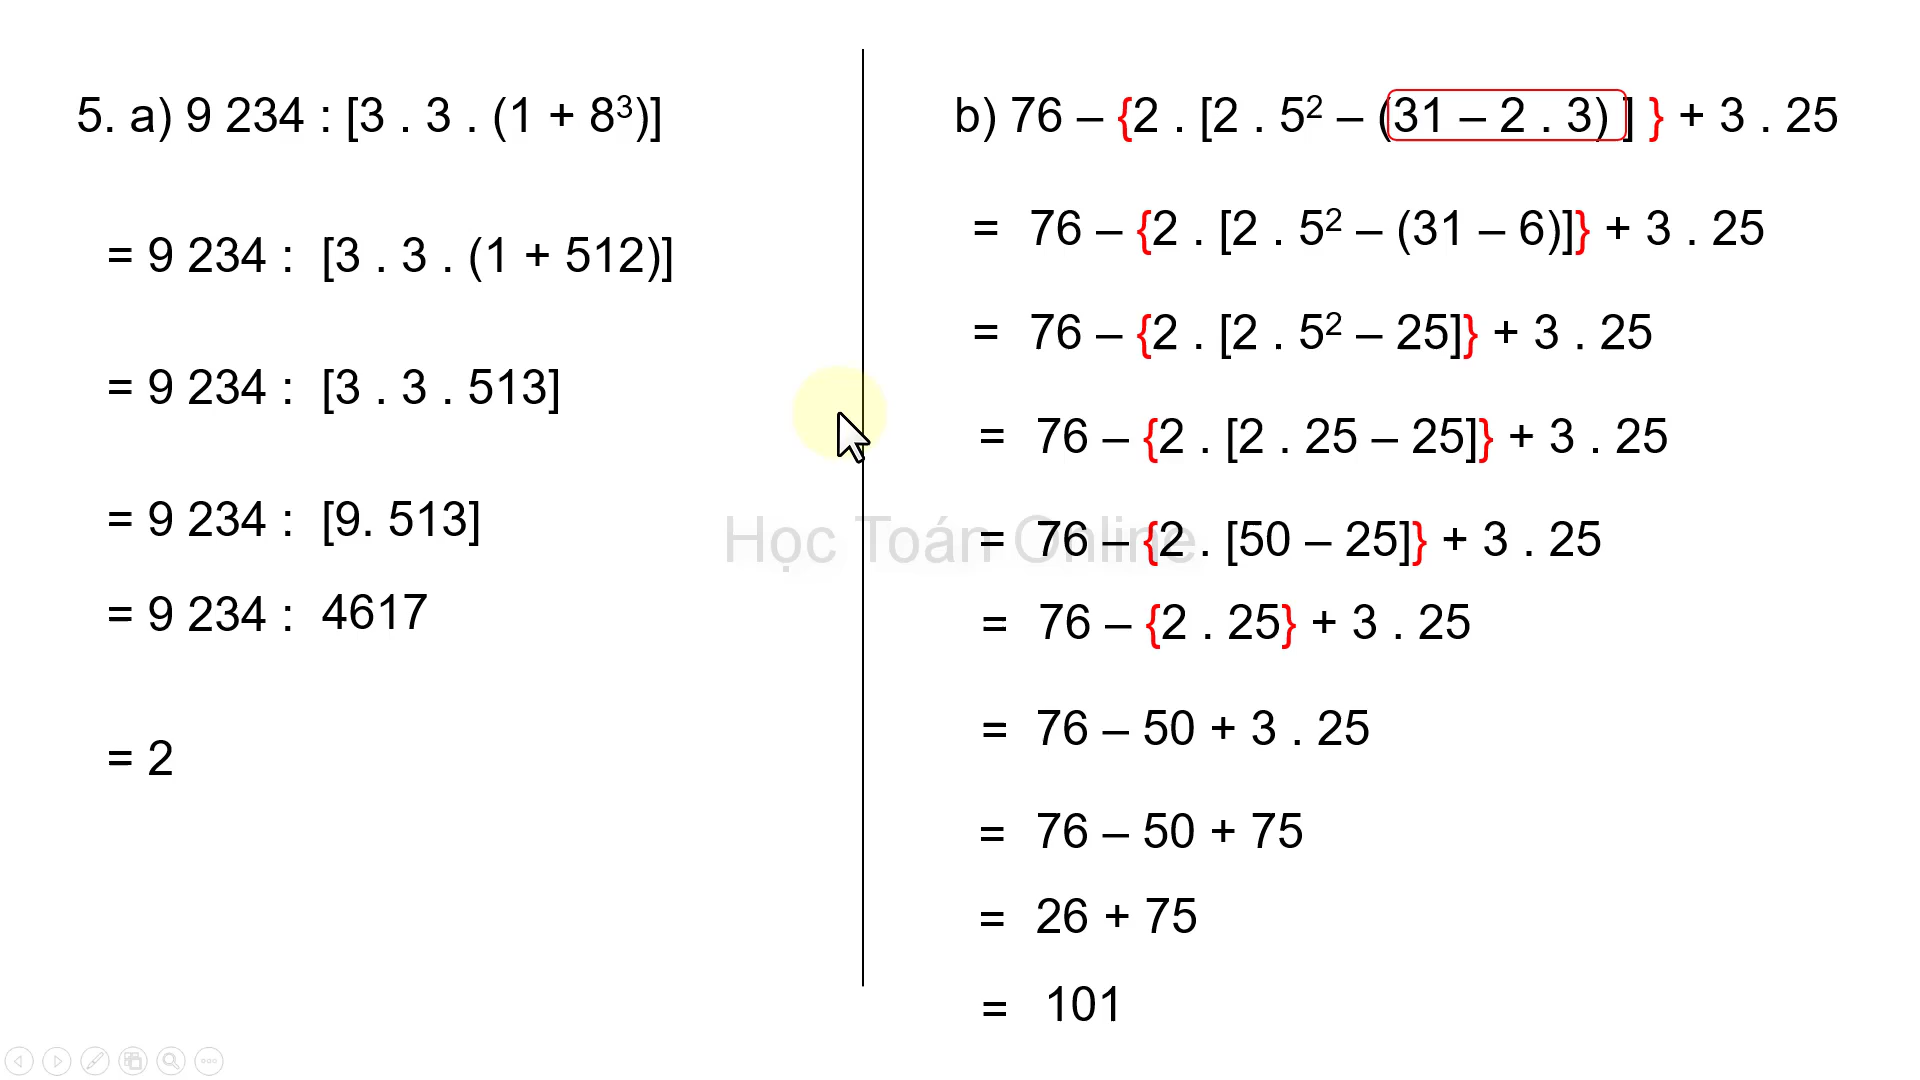 5. a) 9 234 : [3 . 3 . (1 + 8³)]
= 9 234 : [3 . 3 . (1 + 512)]
= 9 234 : [3 . 3 . 513]
= 9 234 : [9. 513]
= 9 234 : 4617
= 2
b) 76 – {2 . [2 . 5² – (31 – 2 . 3) ] } + 3 . 25
= 76 – {2 . [2 . 5² – (31 – 6)]} + 3 . 25
= 76 – {2 . [2 . 5² – 25]} + 3 . 25
= 76 – {2 . [2 . 25 – 25]} + 3 . 25
= 76 – {2 . [50 – 25]} + 3 . 25
= 76 – {2 . 25} + 3 . 25
= 76 – 50 + 3 . 25
= 76 – 50 + 75
= 26 + 75
= 101
Học Toán Online